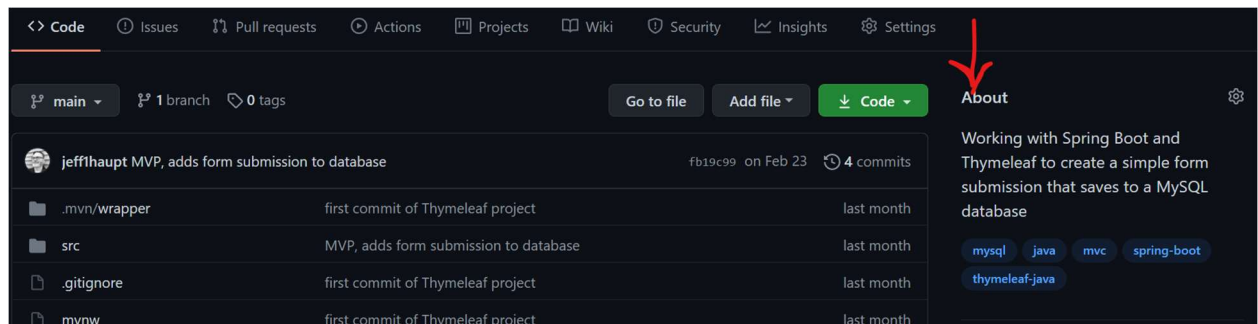 Code Issues Pull requests Actions Projects Wiki Security Insights Settings
main 1 branch 0 tags Go to file Add file Code
About
jeff1haupt MVP, adds form submission to database fb19c99 on Feb 23 4 commits
Working with Spring Boot and
Thymeleaf to create a simple form
submission that saves to a MySQL
database
.mvn/wrapper first commit of Thymeleaf project last month
src MVP, adds form submission to database last month
mysql java mvc spring-boot
.gitignore first commit of Thymeleaf project last month
thymeleaf-java
mvnw first commit of Thymeleaf project last month